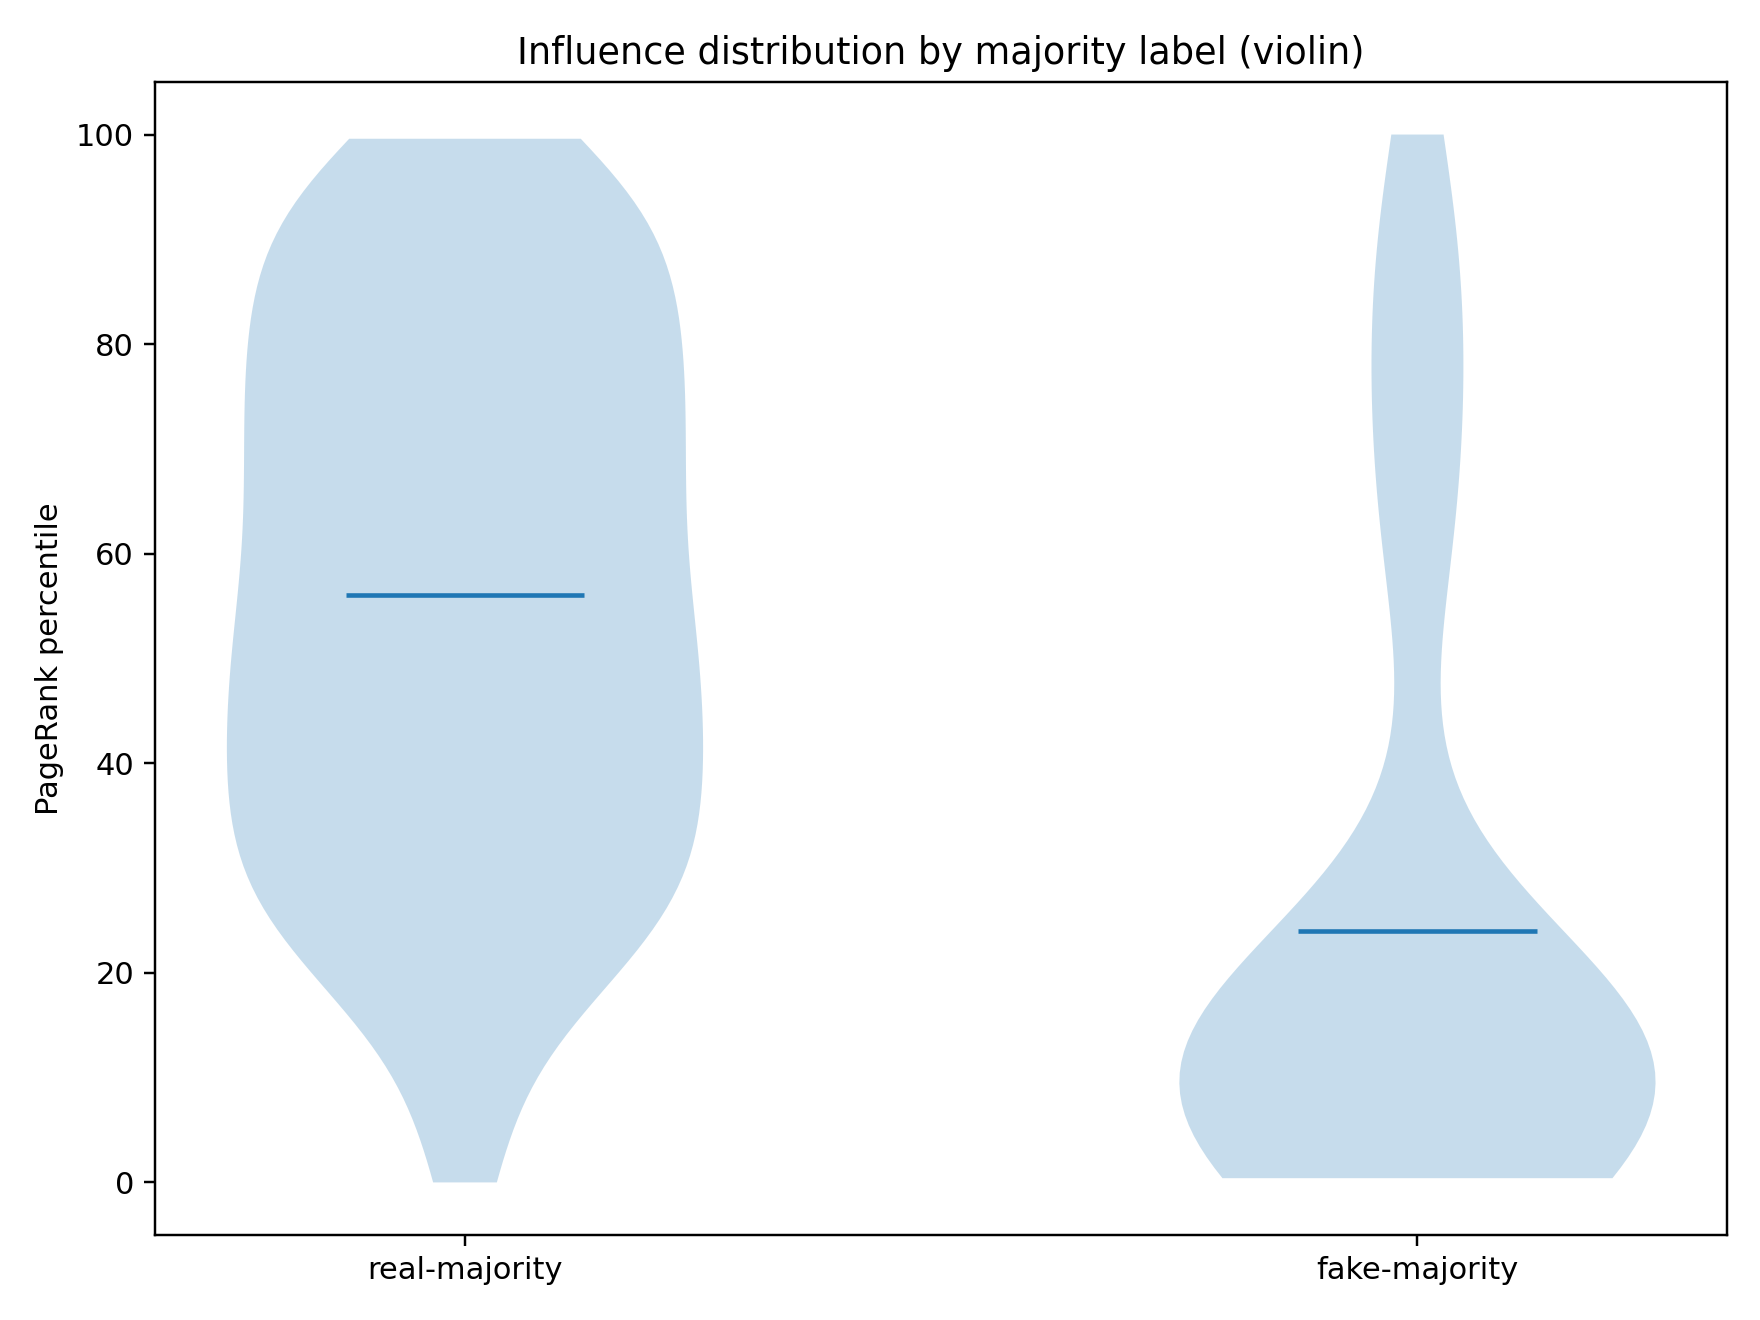 Influence distribution by majority label (violin)
PageRank percentile
100
80
60
40
20
0
real-majority
fake-majority